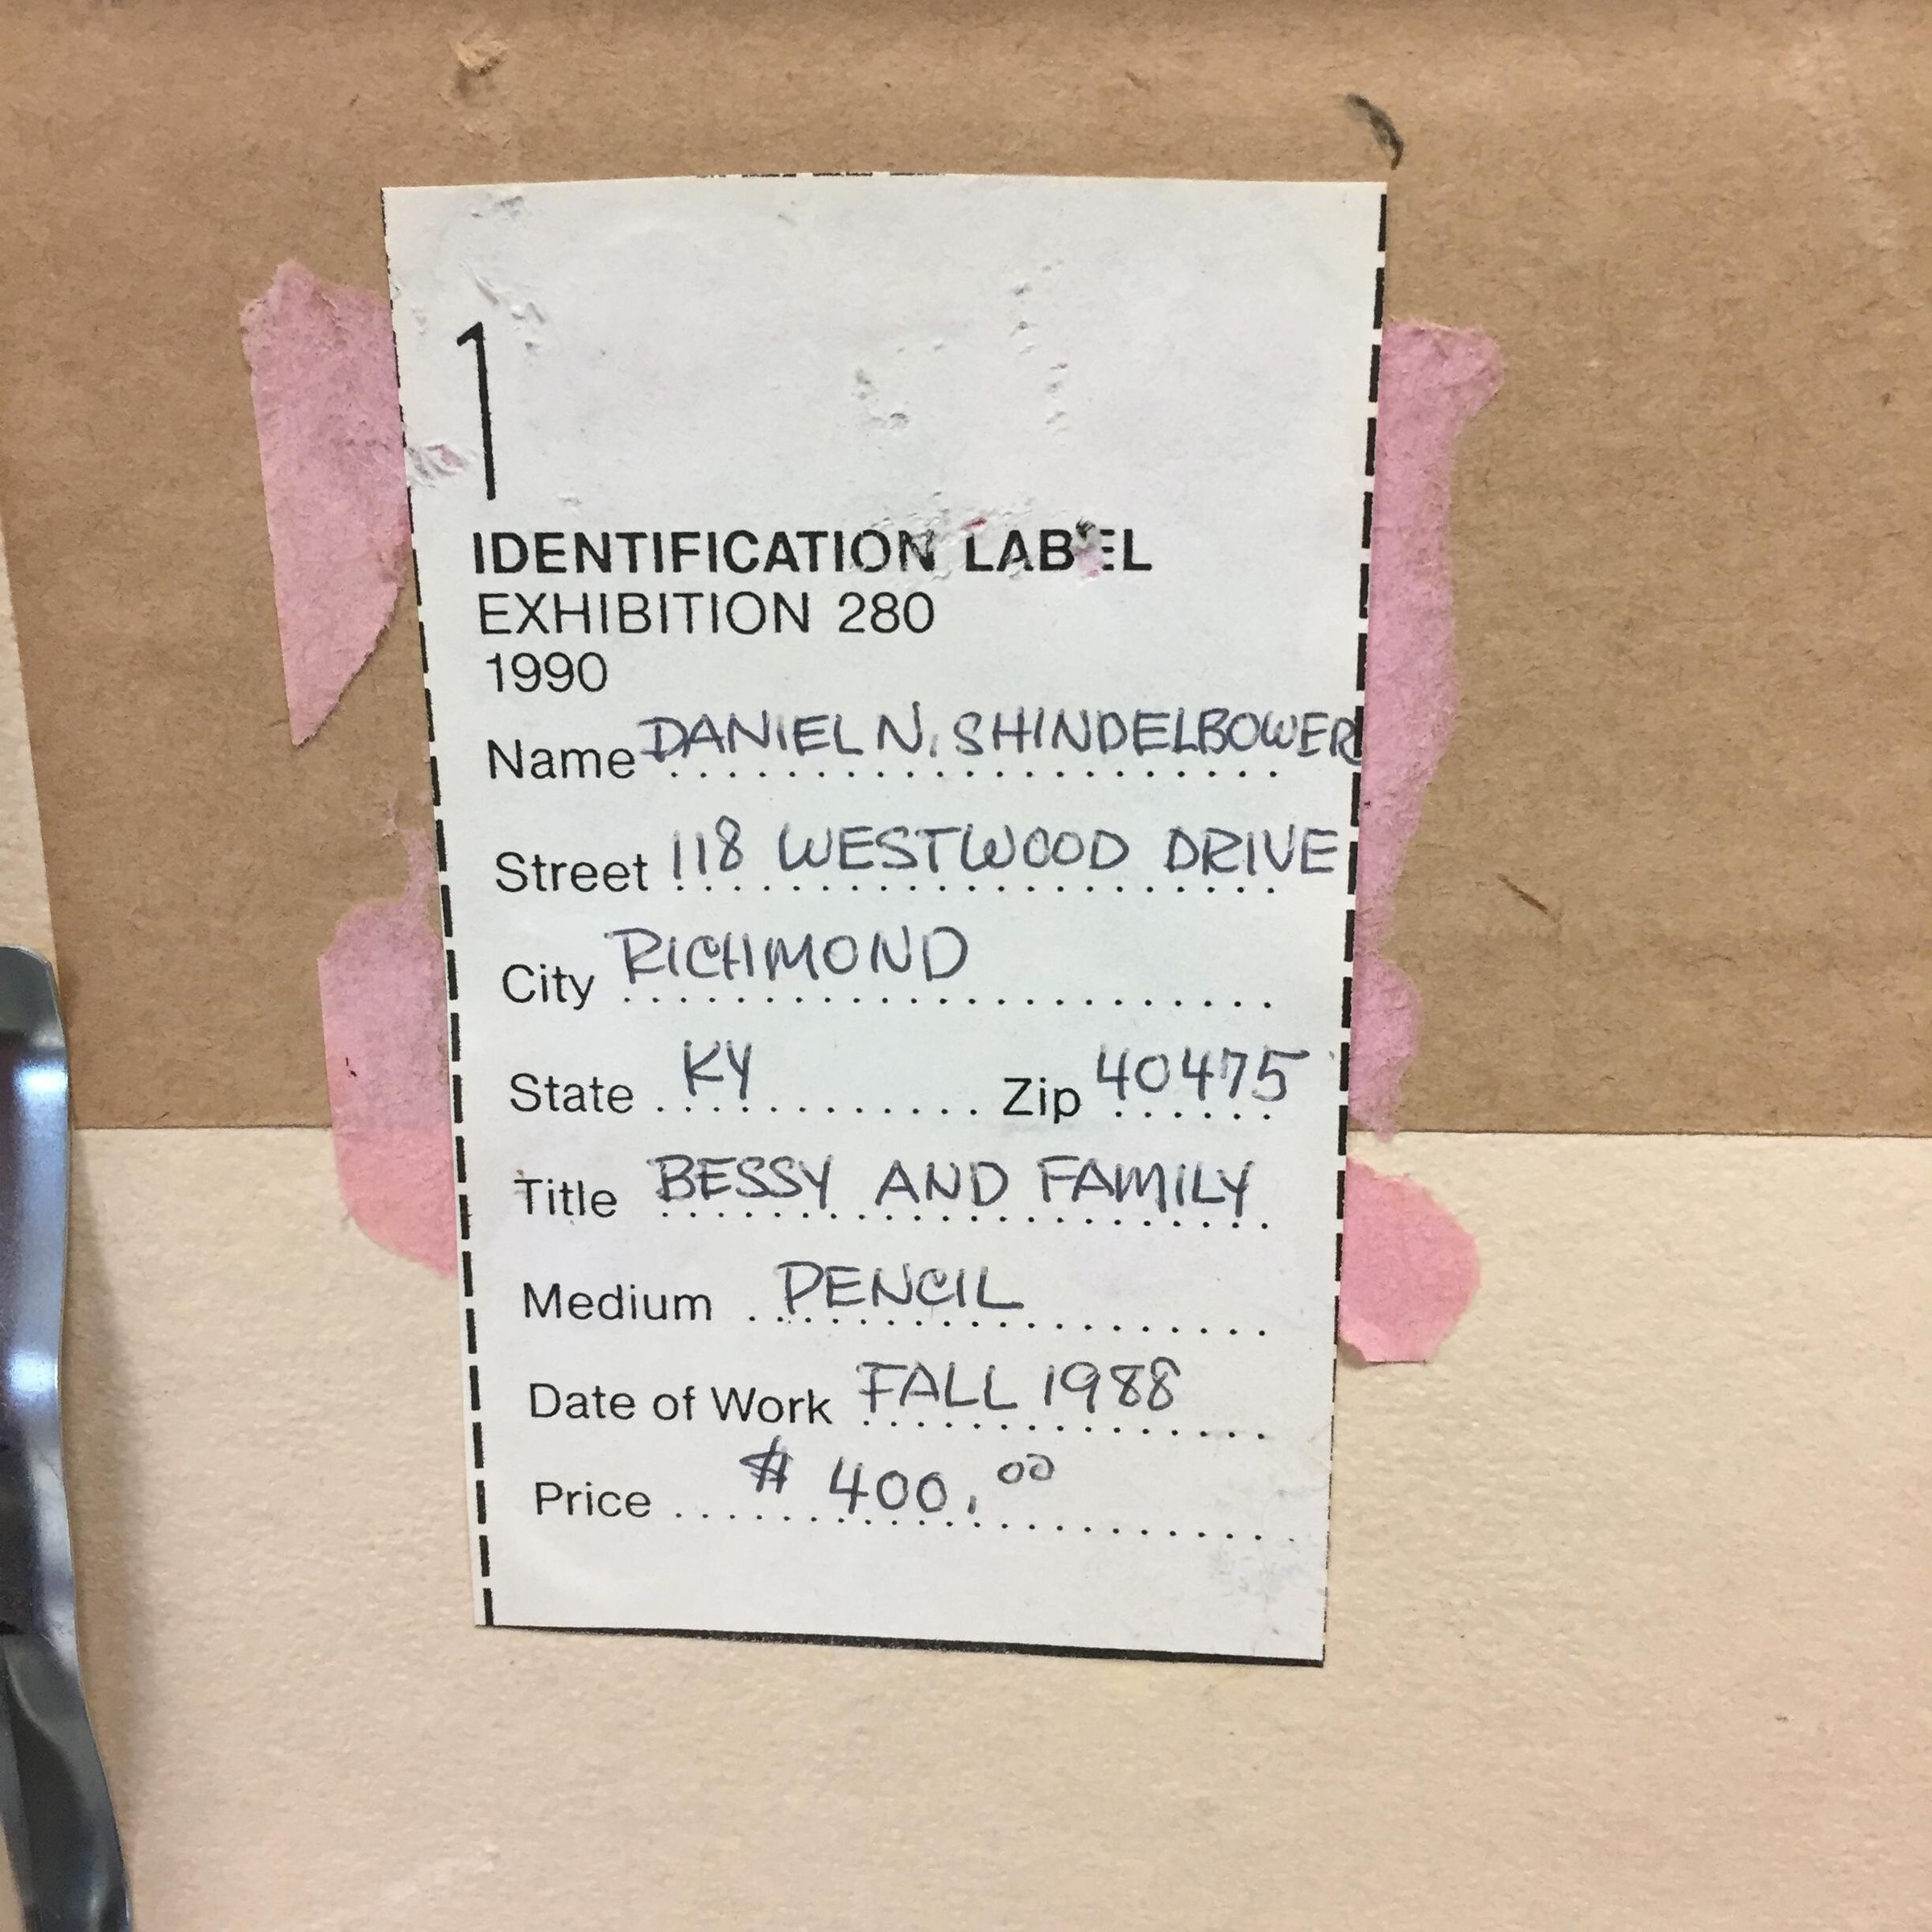 1
IDENTIFICATION LABEL
EXHIBITION 280
1990
Name DANIEL N. SHINDELBOWER
Street 118 WESTWOOD DRIVE
City RICHMOND
State KY Zip 40475
Title BESSY AND FAMILY
Medium PENCIL
Date of Work FALL 1988
Price $ 400.00